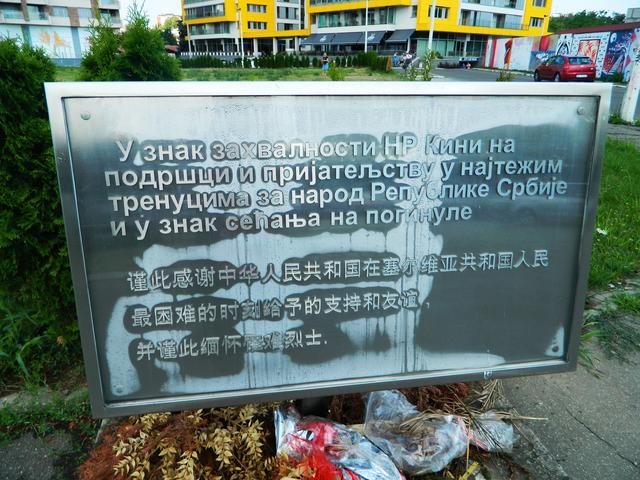 У знак захвалности НР Кини на
подршци и пријатељству у најтежим
тренуцима за народ Републике Србије
и у знак сећања на погинуле
谨此感谢中华人民共和国在塞尔维亚共和国人民
最困难的时刻给予的支持和友谊,
并谨此缅怀罹难烈士.